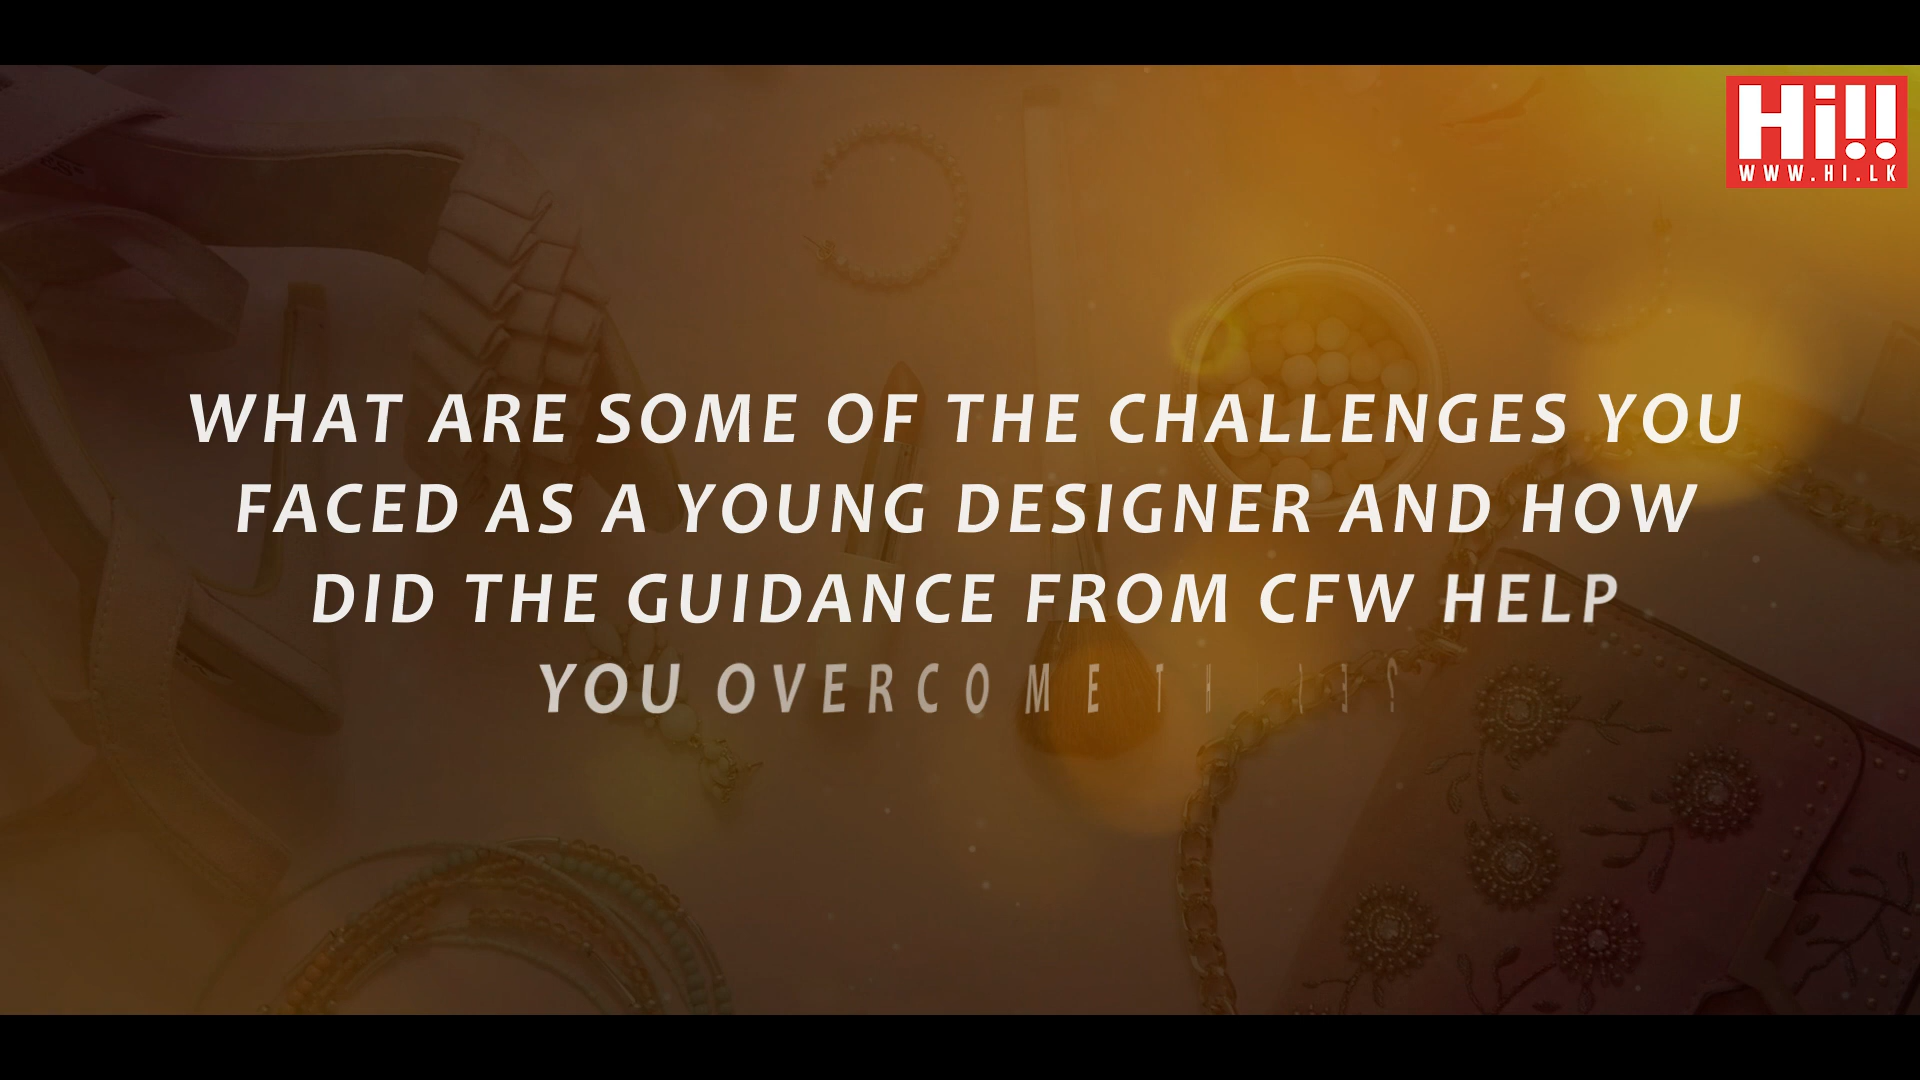 Hi!!
WWW.HI.LK
WHAT ARE SOME OF THE CHALLENGES YOU
FACED AS A YOUNG DESIGNER AND HOW
DID THE GUIDANCE FROM CFW HELP
YOU OVERCOME